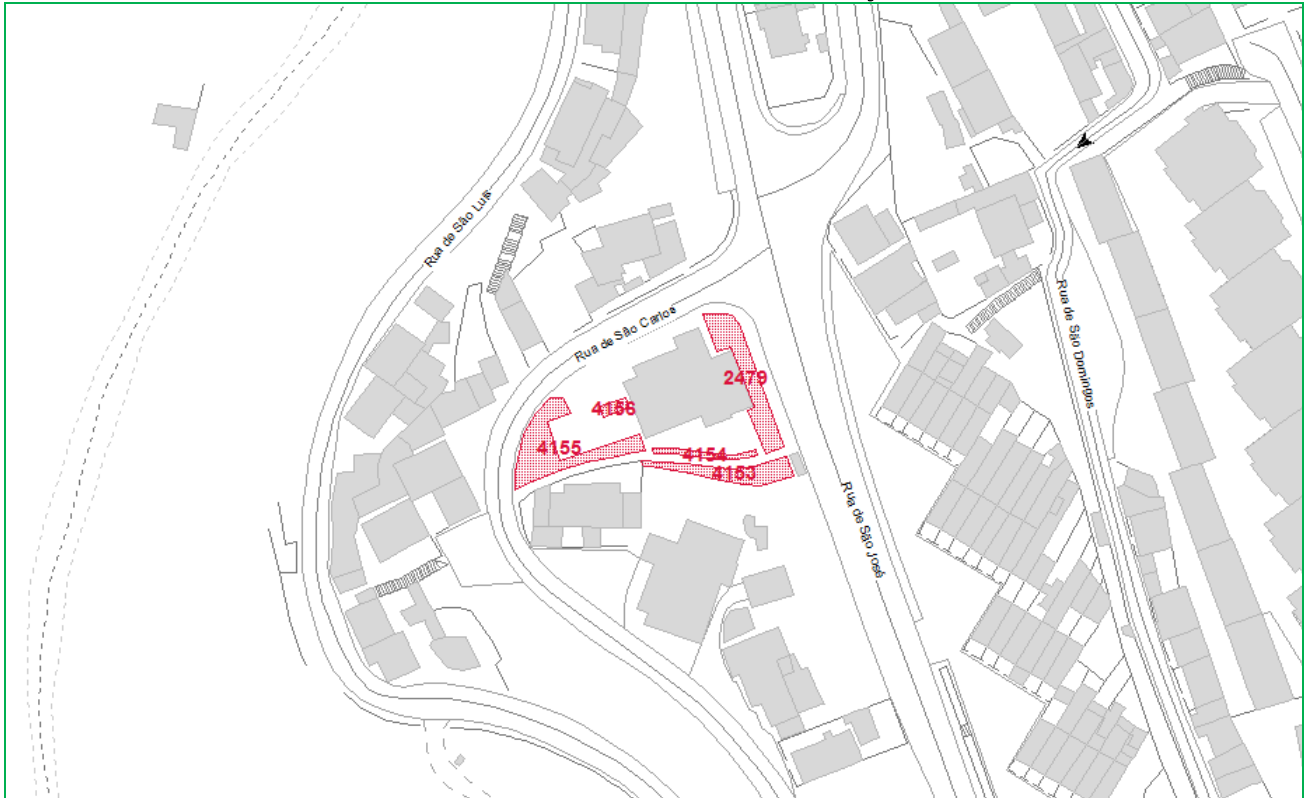 Rua de São Luís
Rua de São Carlos
2479
4156
4155
4154
4153
Rua de São Domingos
Rua de São José